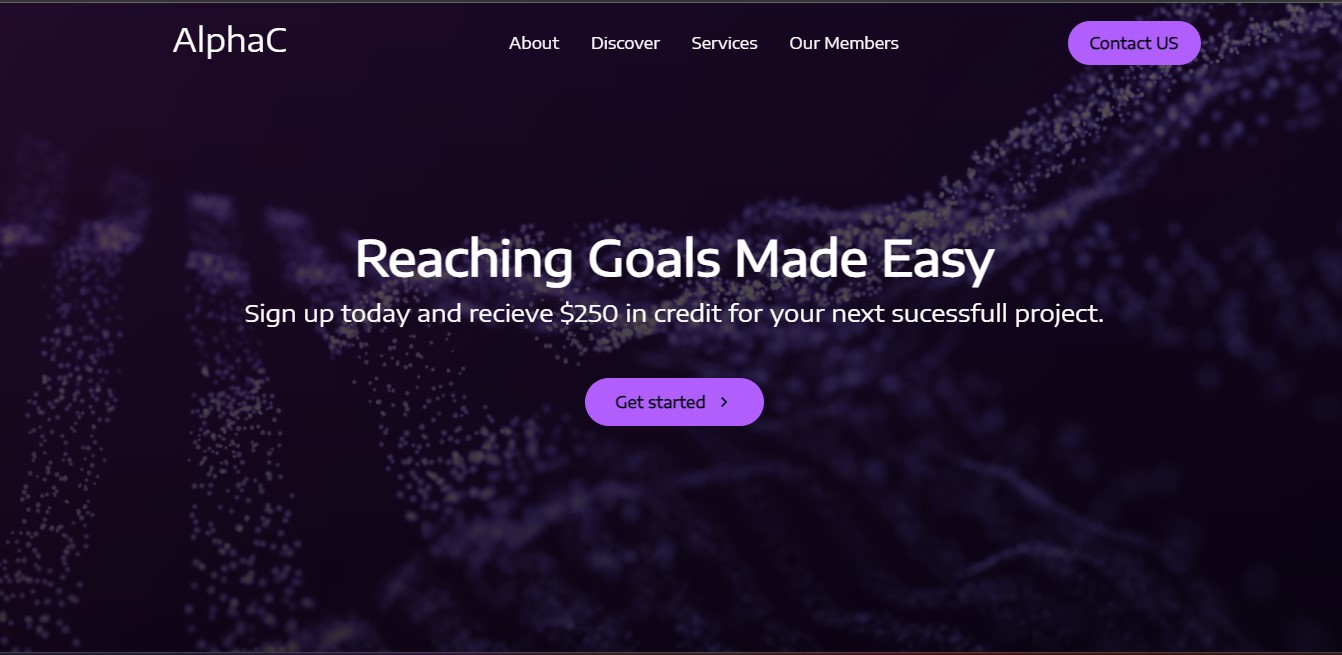 AlphaC
About Discover Services Our Members
Contact US
Reaching Goals Made Easy
Sign up today and recieve $250 in credit for your next sucessfull project.
Get started